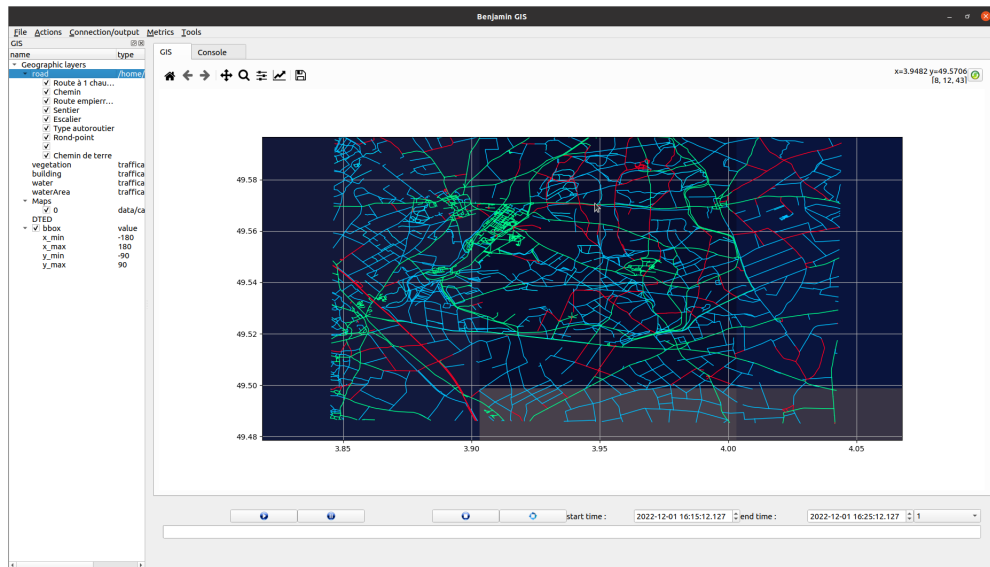 Benjamin GIS
File Actions Connection/output Metrics Tools
GIS
name type
Geographic layers
road /home/
Route à 1 chau...
Chemin
Route empierr...
Sentier
Escalier
Type autoroutier
Rond-point
Chemin de terre
vegetation traffica
building traffica
water traffica
waterArea traffica
Maps
0 data/ca
DTED
bbox value
x_min -180
x_max 180
y_min -90
y_max 90
GIS Console
x=3.9482 y=49.5706
[8, 12, 43]
49.58
49.56
49.54
49.52
49.50
49.48
3.85 3.90 3.95 4.00 4.05
start time : 2022-12-01 16:15:12.127 end time : 2022-12-01 16:25:12.127 1